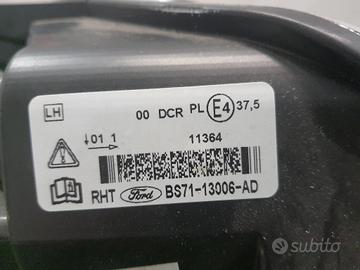 LH
00 DCR PL E4 37,5
↓01 1
11364
RHT Ford BS71-13006-AD
subito